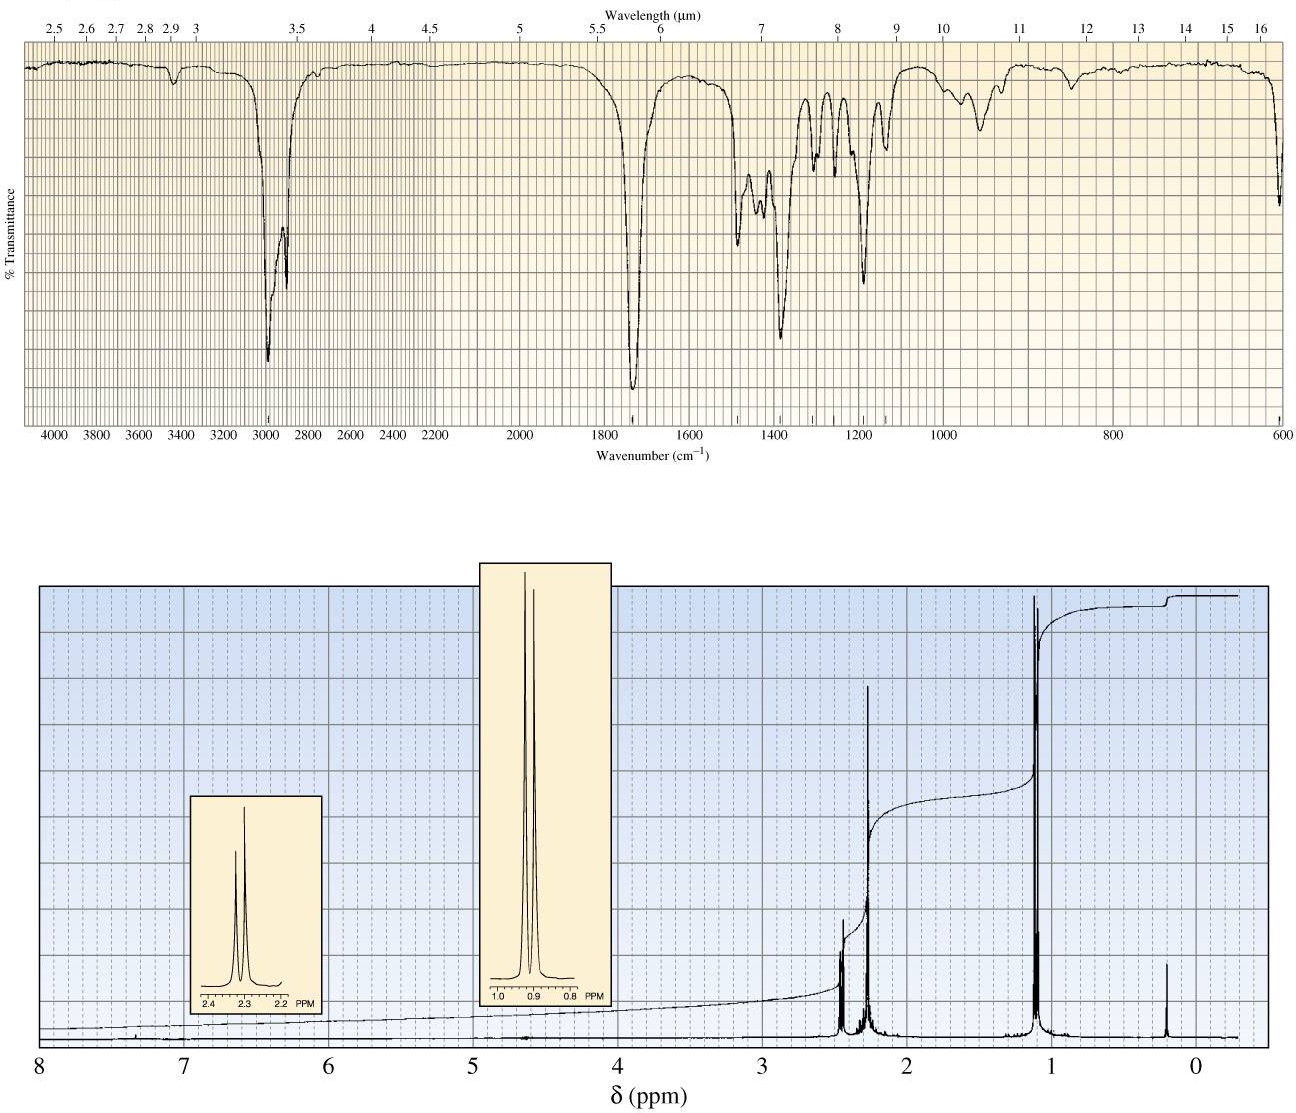 Wavelength (μm)
2.5 2.6 2.7 2.8 2.9 3 3.5 4 4.5 5 5.5 6 7 8 9 10 11 12 13 14 15 16
% Transmittance
4000 3800 3600 3400 3200 3000 2800 2600 2400 2200 2000 1800 1600 1400 1200 1000 800 600
Wavenumber (cm⁻¹)
2.4 2.3 2.2 PPM
1.0 0.9 0.8 PPM
8 7 6 5 4 3 2 1 0
δ (ppm)